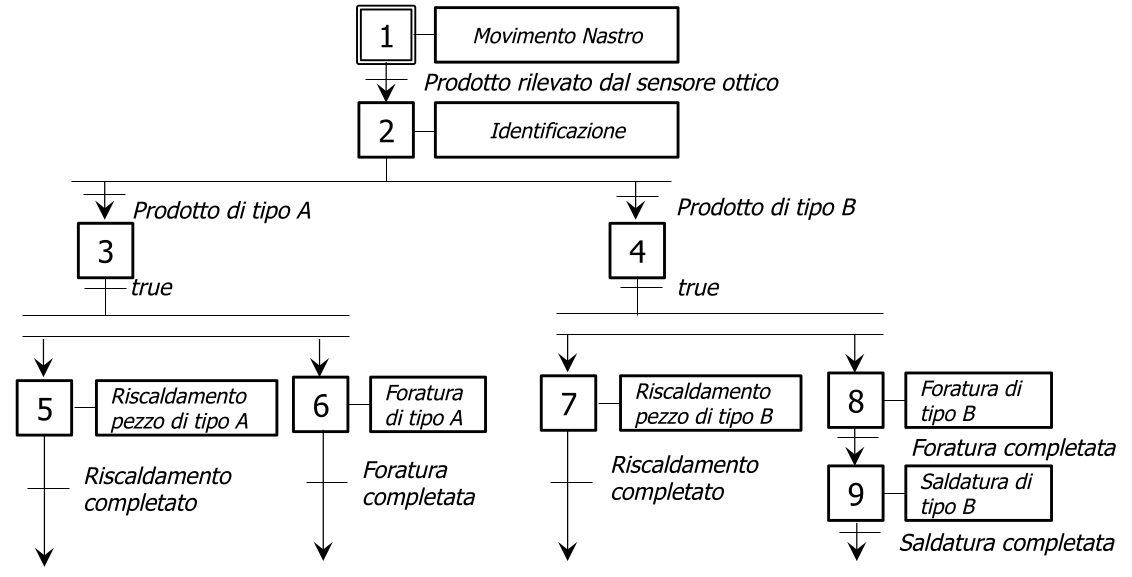 1
Movimento Nastro
Prodotto rilevato dal sensore ottico
2
Identificazione
Prodotto di tipo A
Prodotto di tipo B
3
4
true
true
5
Riscaldamento
pezzo di tipo A
6
Foratura
di tipo A
7
Riscaldamento
pezzo di tipo B
8
Foratura di
tipo B
Riscaldamento
completato
Foratura
completata
Riscaldamento
completato
Foratura completata
9
Saldatura di
tipo B
Saldatura completata